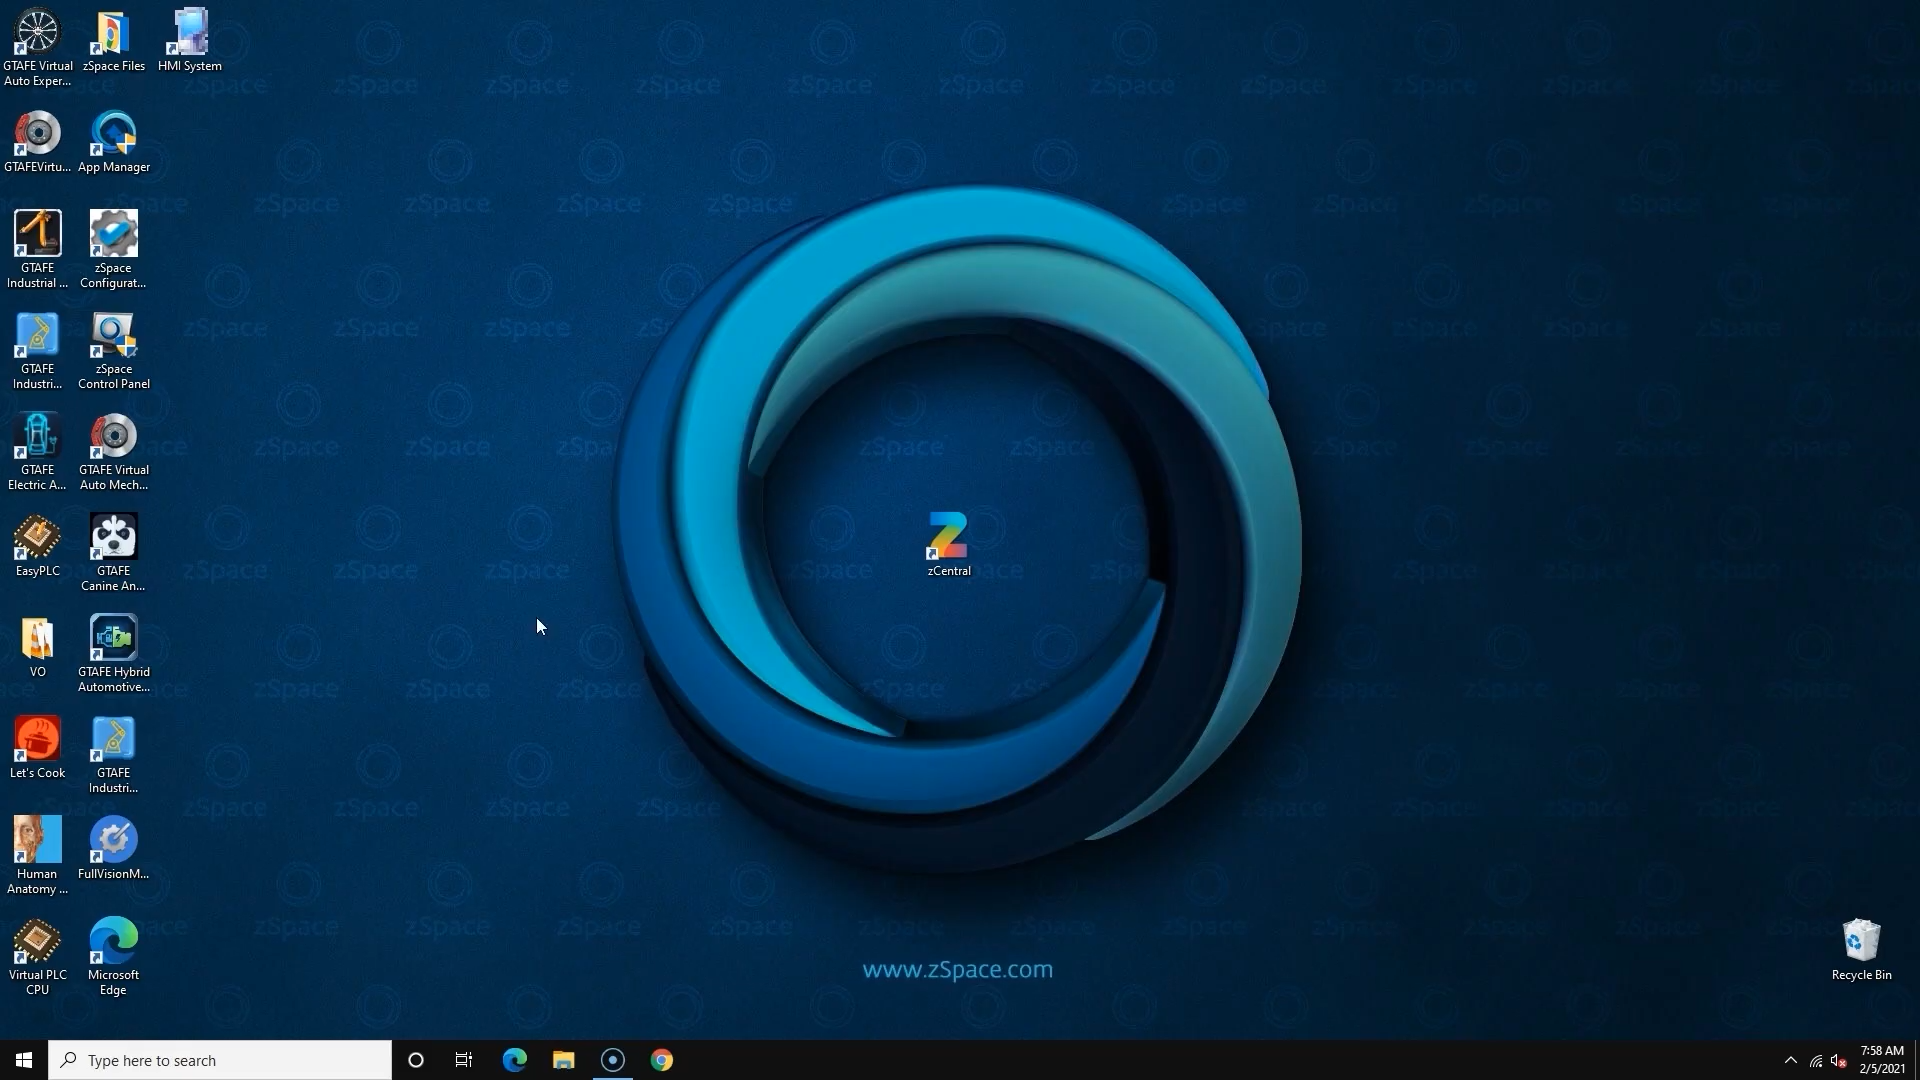 GTAFE Virtual
Auto Exper...
zSpace Files
HMI System
GTAFEVirtu...
App Manager
GTAFE
Industrial ...
zSpace
Configurat...
GTAFE
Industri...
zSpace
Control Panel
GTAFE
Electric A...
GTAFE Virtual
Auto Mech...
EasyPLC
GTAFE
Canine An...
zCentral
VO
GTAFE Hybrid
Automotive...
Let's Cook
GTAFE
Industri...
Human
Anatomy ...
FullVisionM...
Virtual PLC
CPU
Microsoft
Edge
www.zSpace.com
Recycle Bin
Type here to search
7:58 AM
2/5/2021